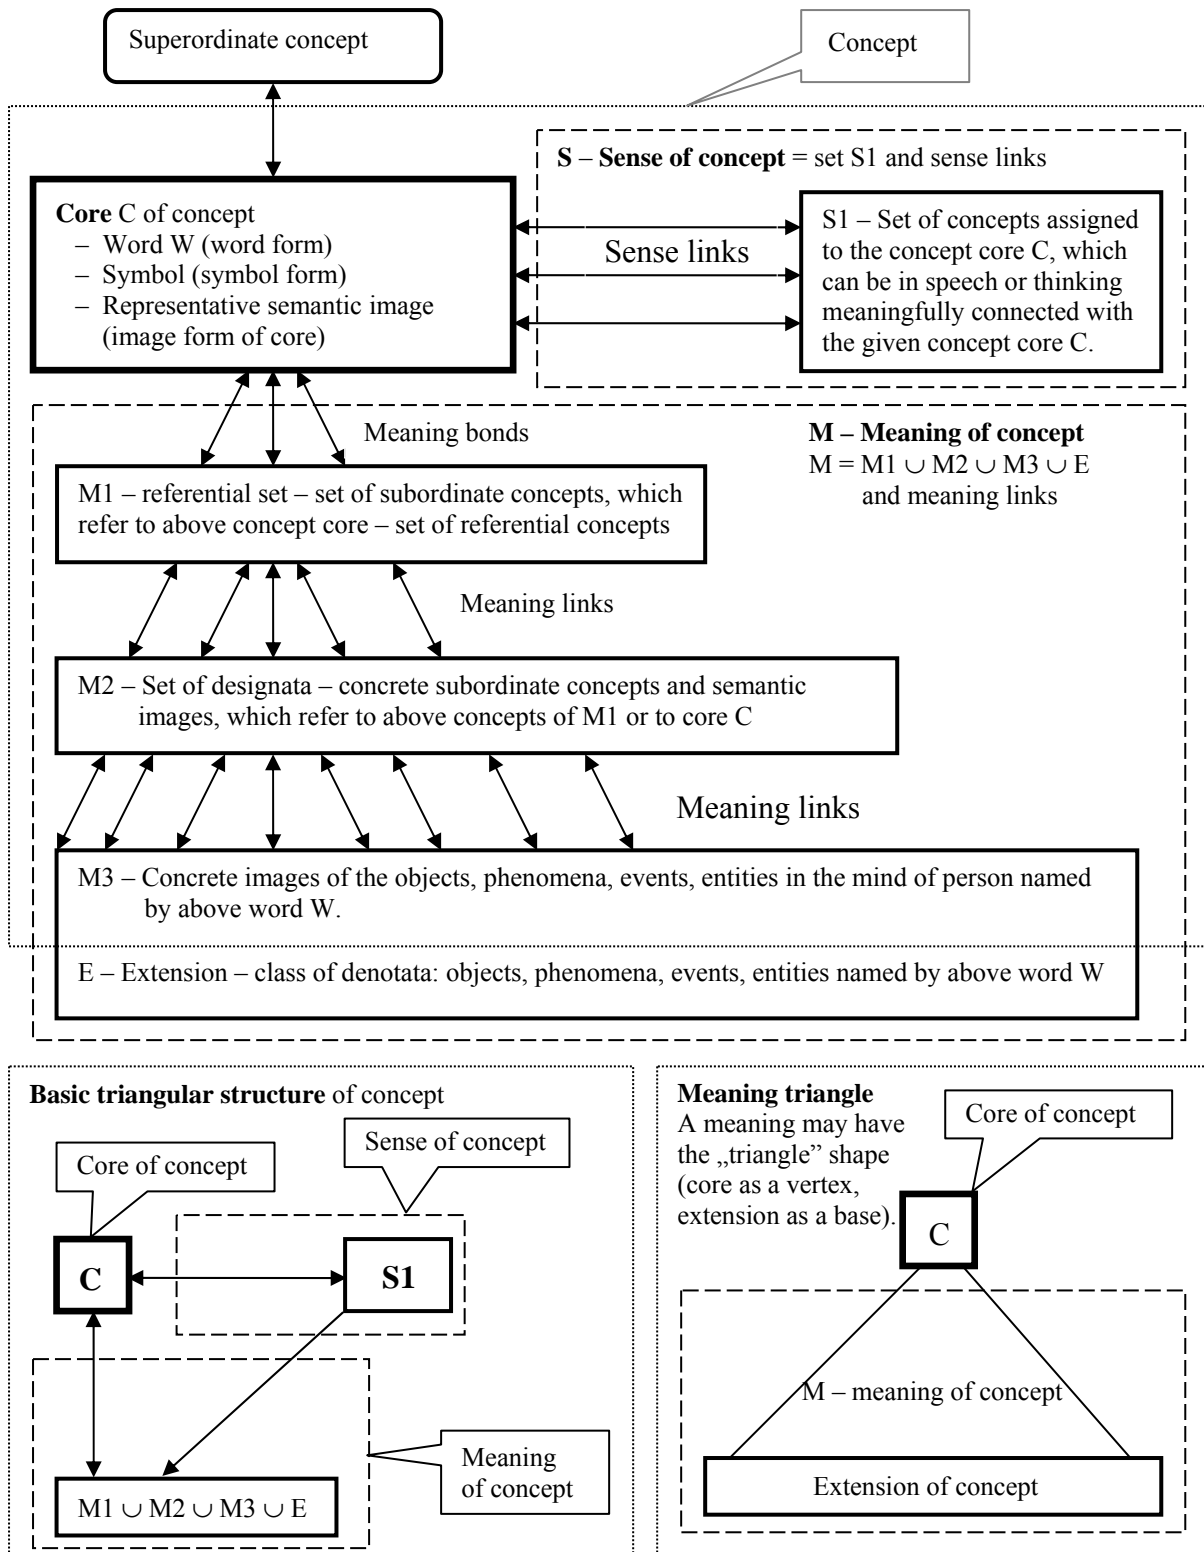 Superordinate concept
Concept
S – Sense of concept = set S1 and sense links
Core C of concept
– Word W (word form)
– Symbol (symbol form)
– Representative semantic image
(image form of core)
Sense links
S1 – Set of concepts assigned
to the concept core C, which
can be in speech or thinking
meaningfully connected with
the given concept core C.
Meaning bonds
M – Meaning of concept
M = M1 ∪ M2 ∪ M3 ∪ E
and meaning links
M1 – referential set – set of subordinate concepts, which
refer to above concept core – set of referential concepts
Meaning links
M2 – Set of designata – concrete subordinate concepts and semantic
images, which refer to above concepts of M1 or to core C
Meaning links
M3 – Concrete images of the objects, phenomena, events, entities in the mind of person named
by above word W.
E – Extension – class of denotata: objects, phenomena, events, entities named by above word W
Basic triangular structure of concept
Sense of concept
Core of concept
C
S1
Meaning
of concept
M1 ∪ M2 ∪ M3 ∪ E
Meaning triangle
A meaning may have
the „triangle” shape
(core as a vertex,
extension as a base).
Core of concept
C
M – meaning of concept
Extension of concept